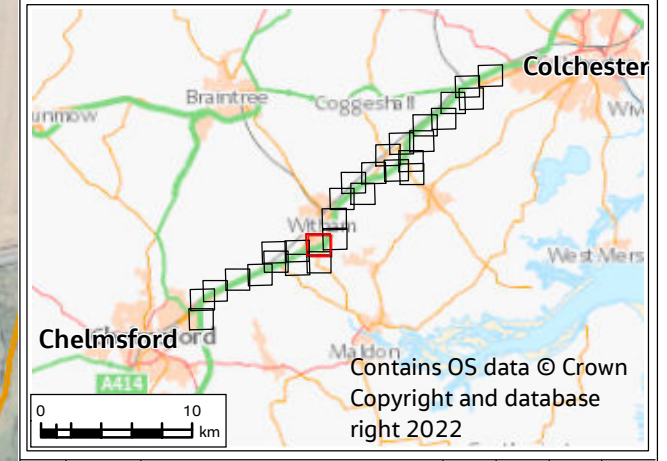 Colchester
Braintree
Coggeshall
unmow
Wiv
Witham
West Mers
Chelmsford
Maldon
A414
Contains OS data © Crown
Copyright and database
right 2022
0 10
km